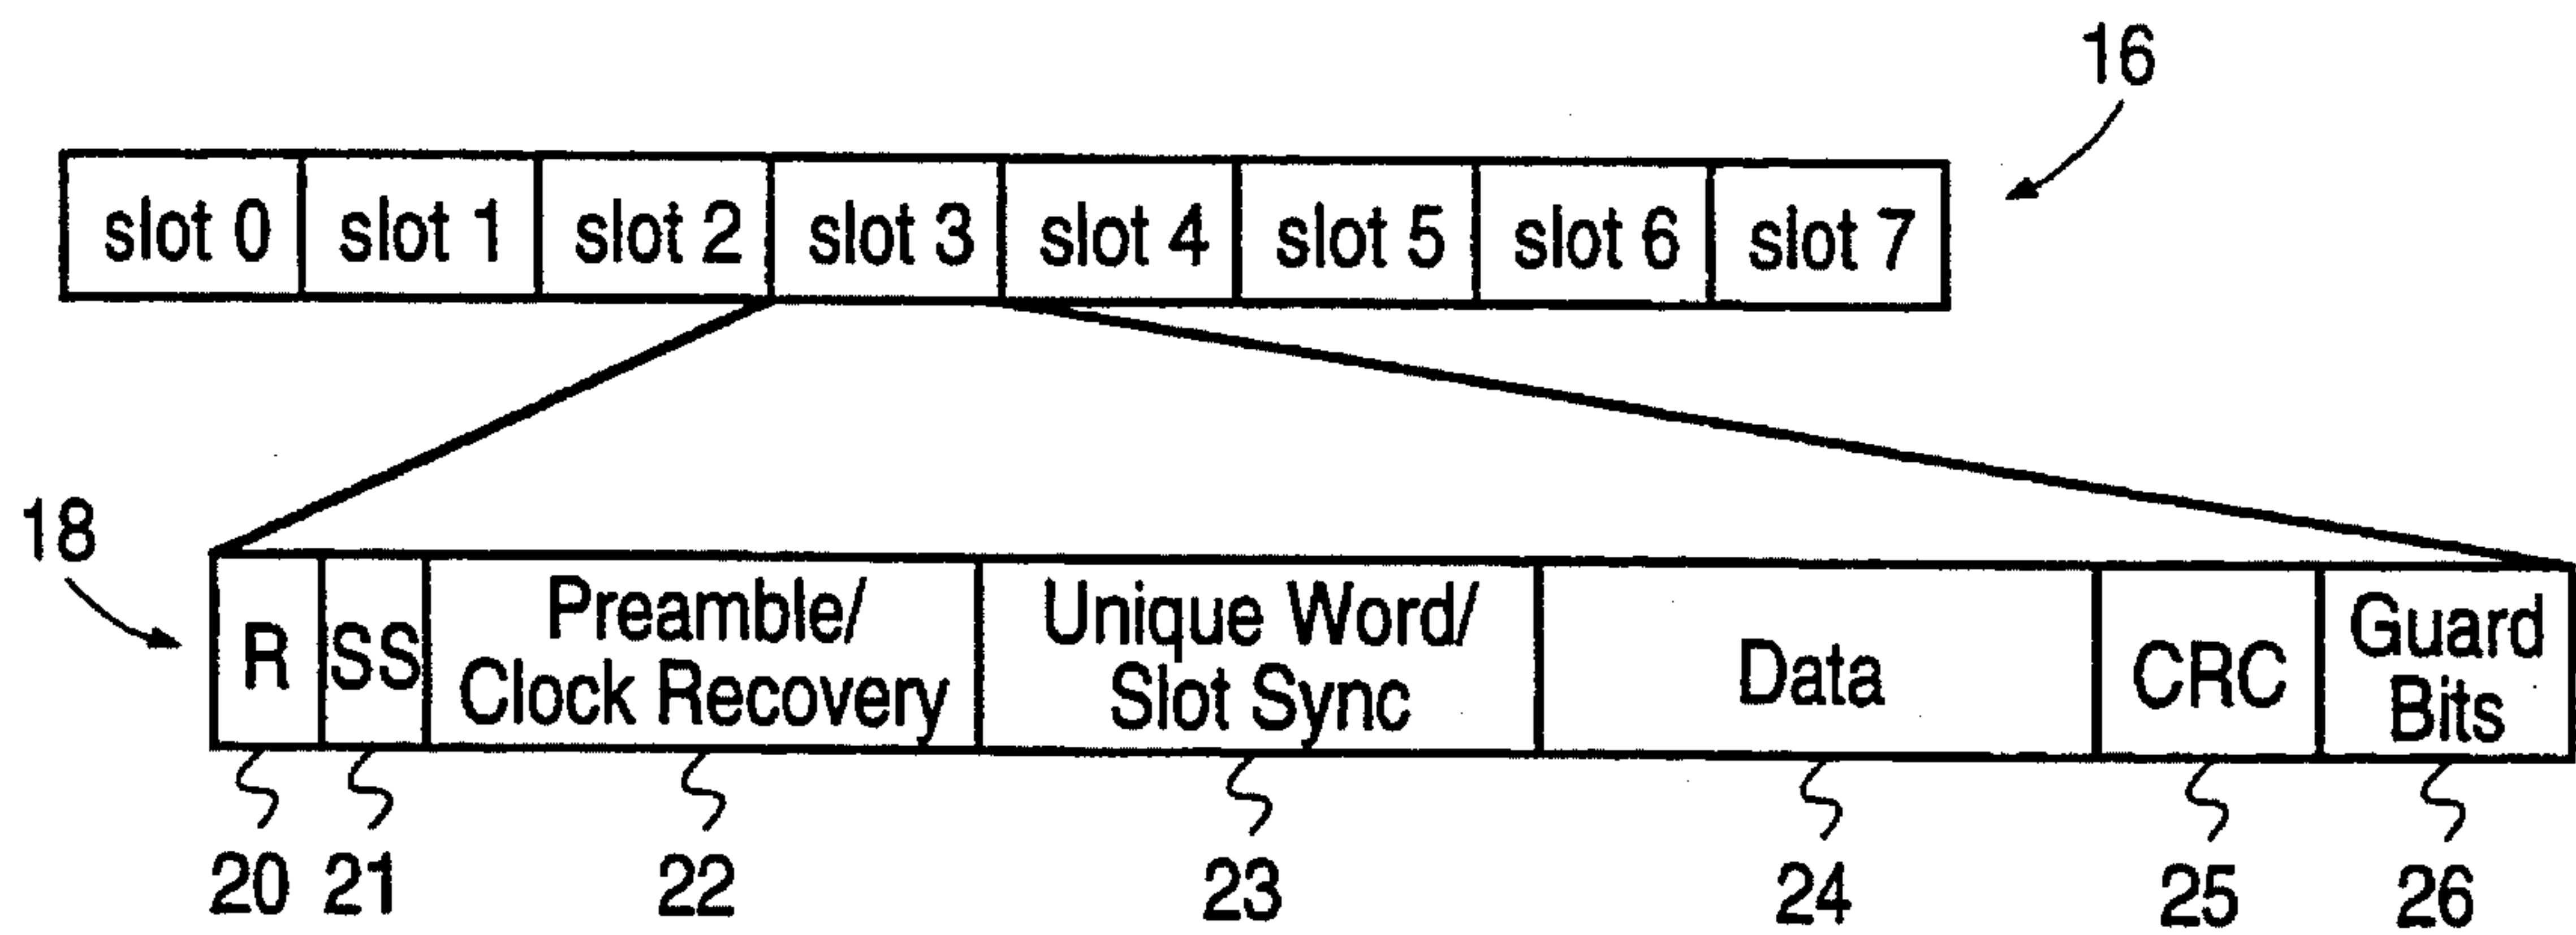 16
slot 0 slot 1 slot 2 slot 3 slot 4 slot 5 slot 6 slot 7
18
R SS Preamble/ Clock Recovery Unique Word/ Slot Sync Data CRC Guard Bits
20 21 22 23 24 25 26